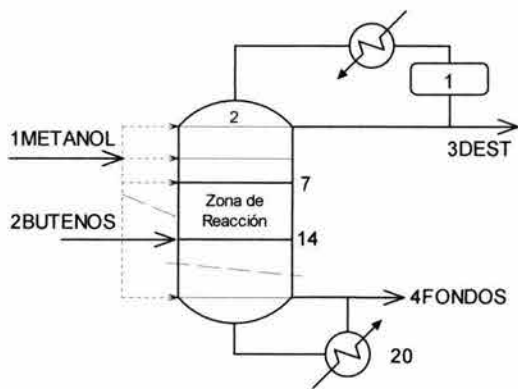 1
2
1METANOL
3DEST
7
Zona de
Reacción
2BUTENOS
14
4FONDOS
20